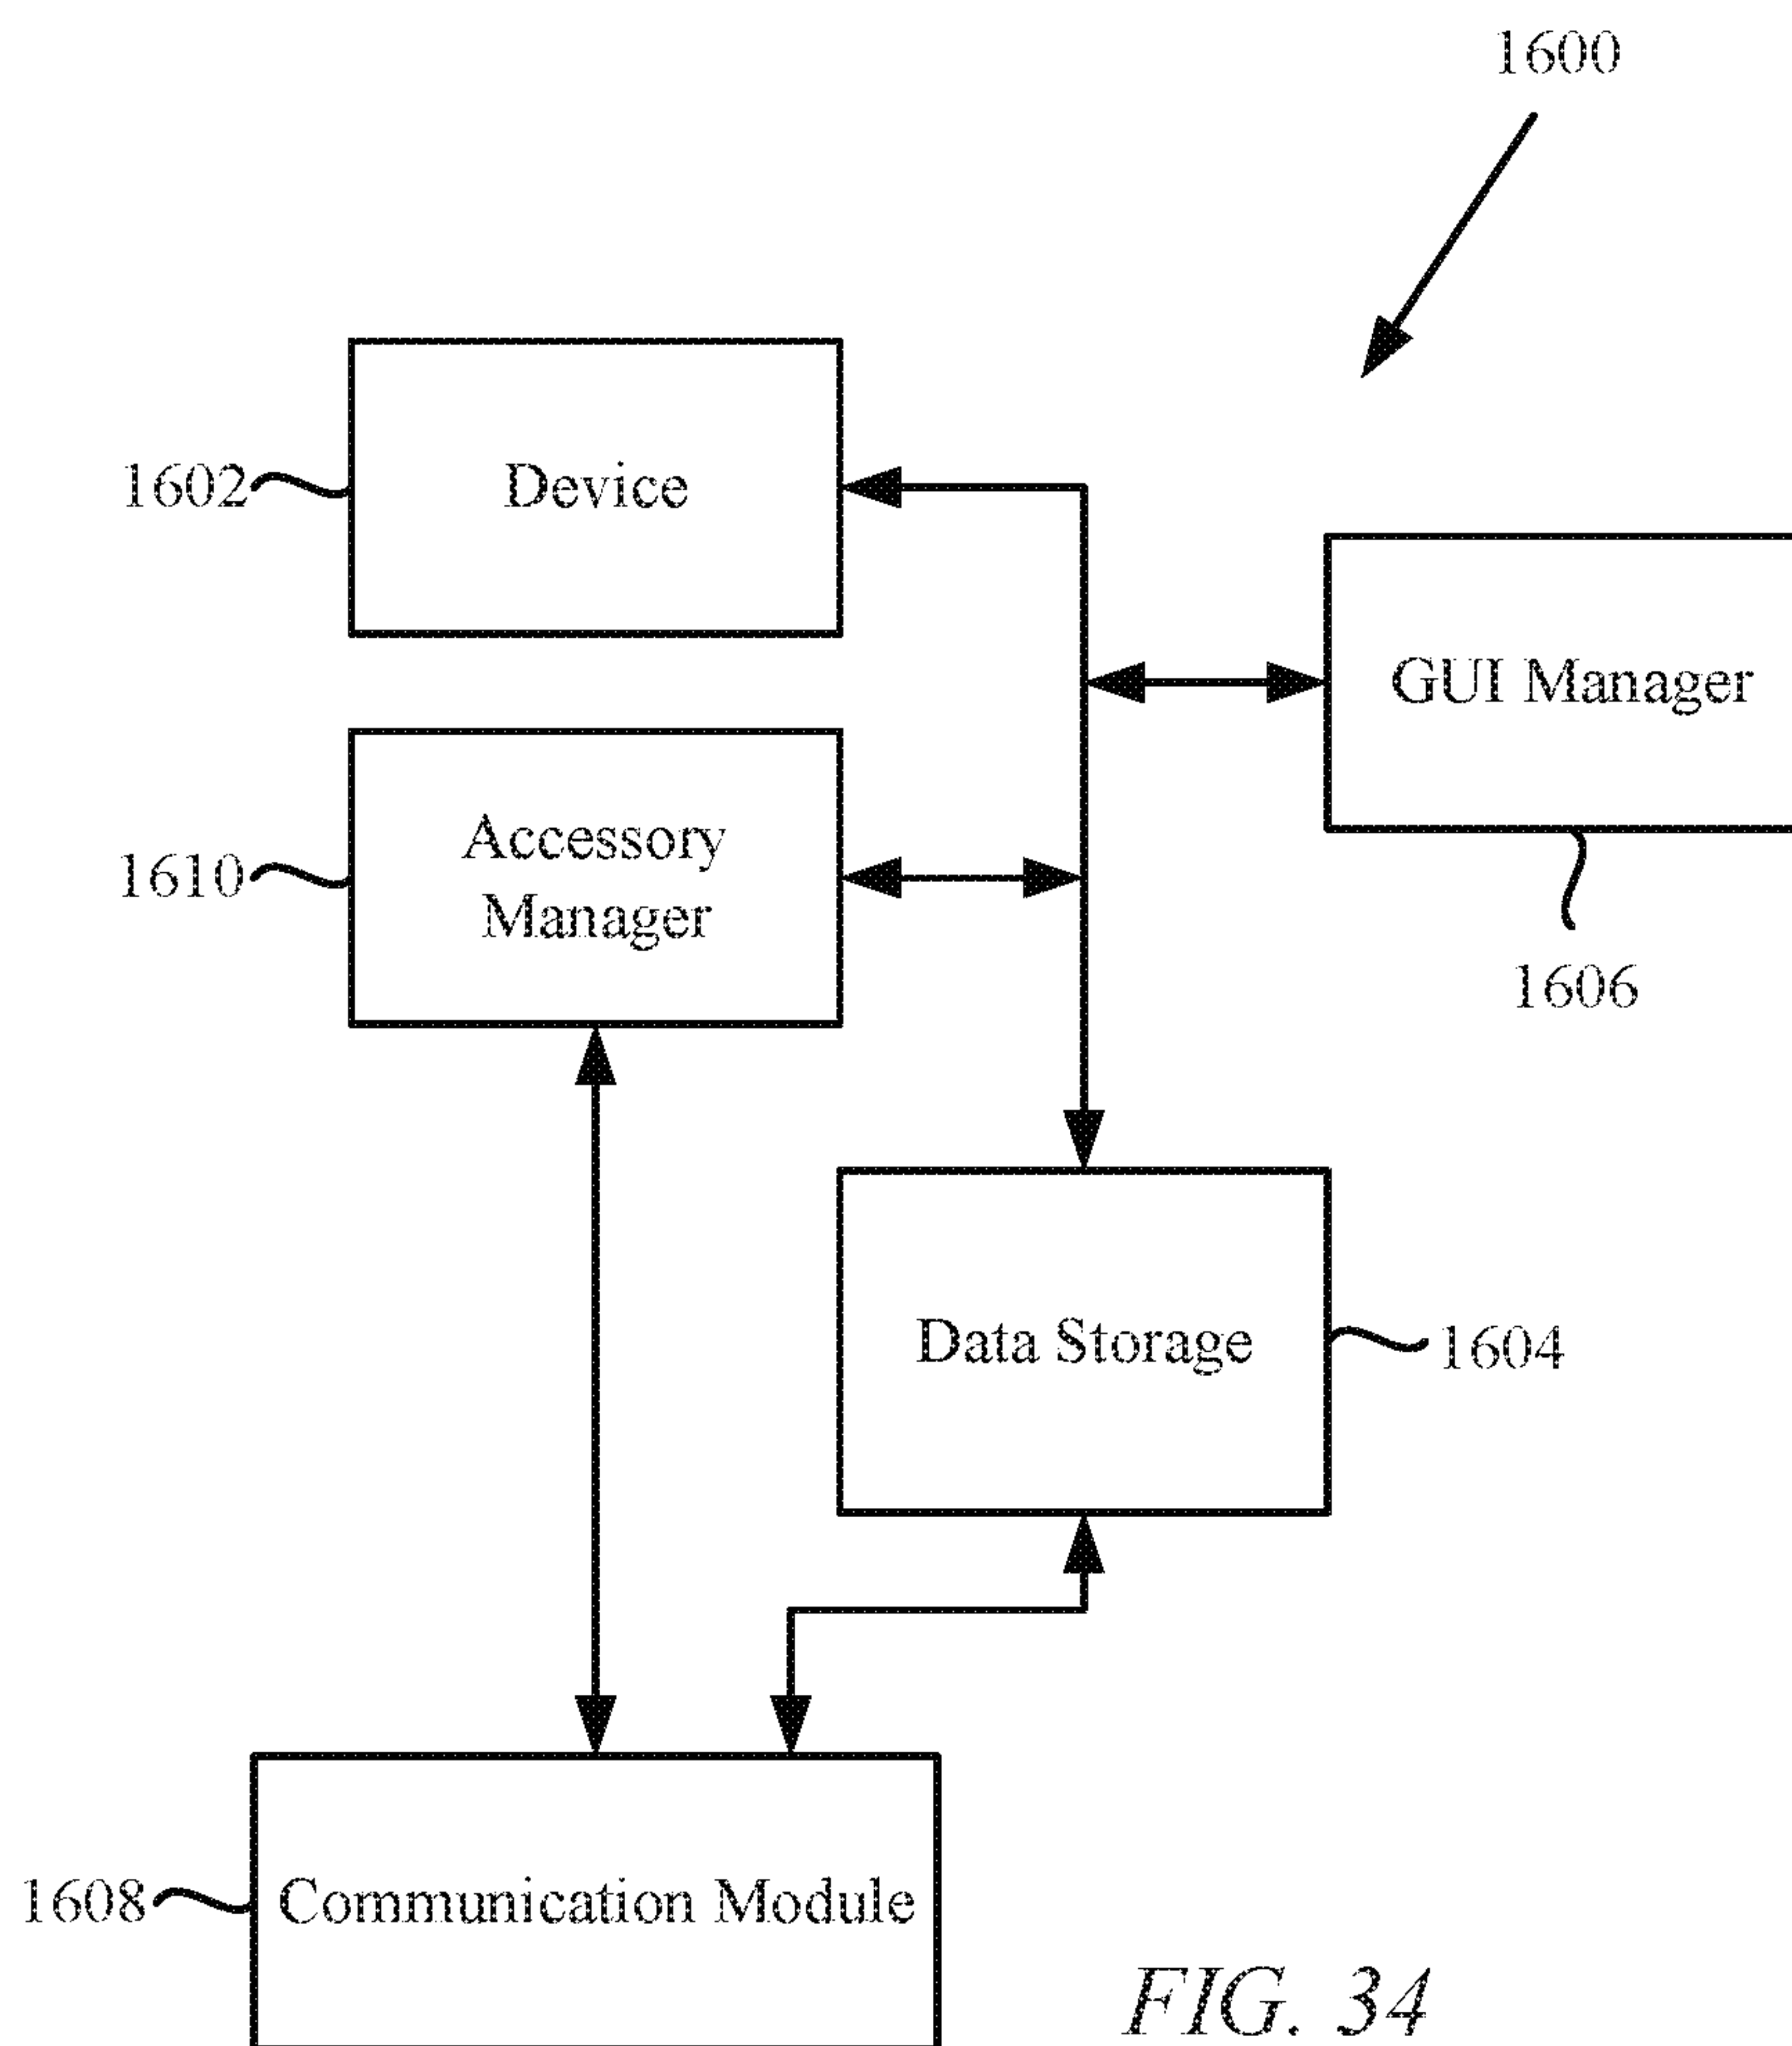 1600
Device
1602
GUI Manager
Accessory
Manager
1610
1606
Data Storage
1604
Communication Module
1608
FIG. 34